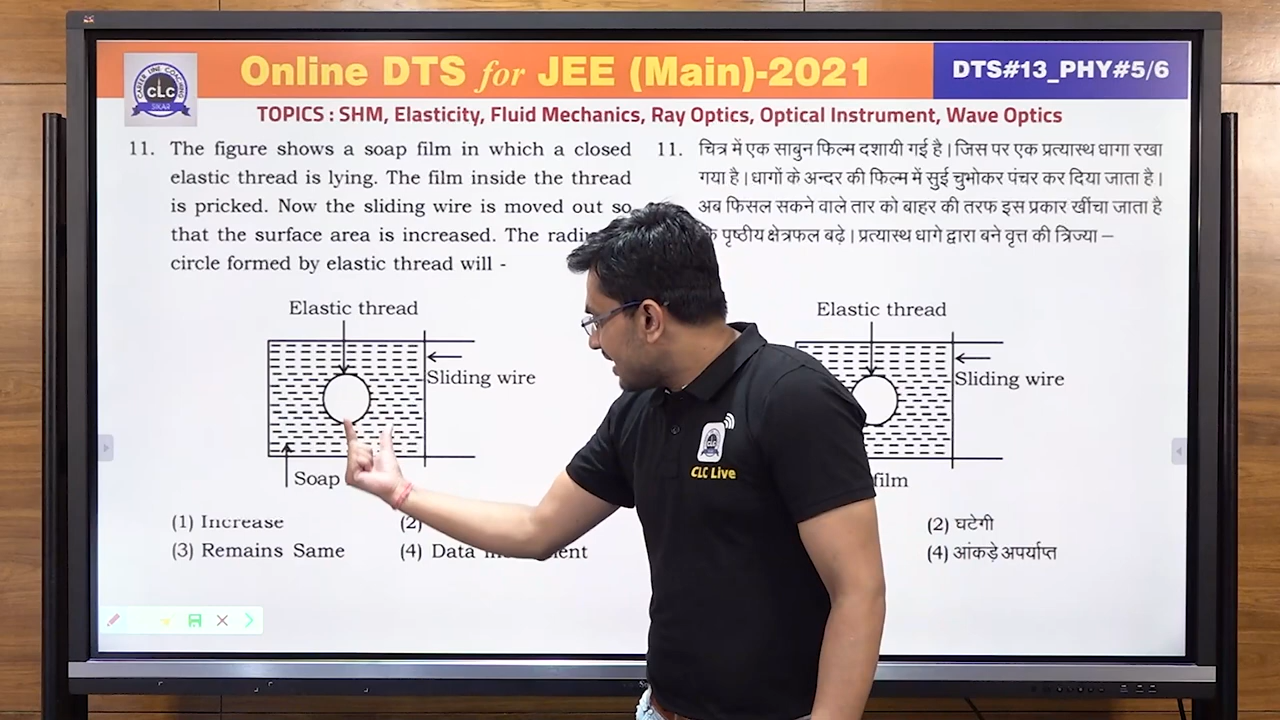 Online DTS for JEE (Main)-2021
DTS#13_PHY#5/6
CLC
SIKAR
TOPICS : SHM, Elasticity, Fluid Mechanics, Ray Optics, Optical Instrument, Wave Optics
11. The figure shows a soap film in which a closed
elastic thread is lying. The film inside the thread
is pricked. Now the sliding wire is moved out so
that the surface area is increased. The
circle formed by elastic thread will -
Elastic thread
Sliding wire
Soap
(1) Increase
(2)
(3) Remains Same
(4) Data
11. चित्र में एक साबुन फिल्म दशायी गई है। जिस पर एक प्रत्यास्थ धागा रखा
गया है। धागों के अन्दर की फिल्म में सुई चुभोकर पंचर कर दिया जाता है।
अब फिसल सकने वाले तार को बाहर की तरफ इस प्रकार खींचा जाता है
पृष्ठीय क्षेत्रफल बढ़े। प्रत्यास्थ धागे द्वारा बने वृत्त की त्रिज्या –
Elastic thread
Sliding wire
film
(2) घटेगी
(4) आंकड़े अपर्याप्त
CLC
CLC Live